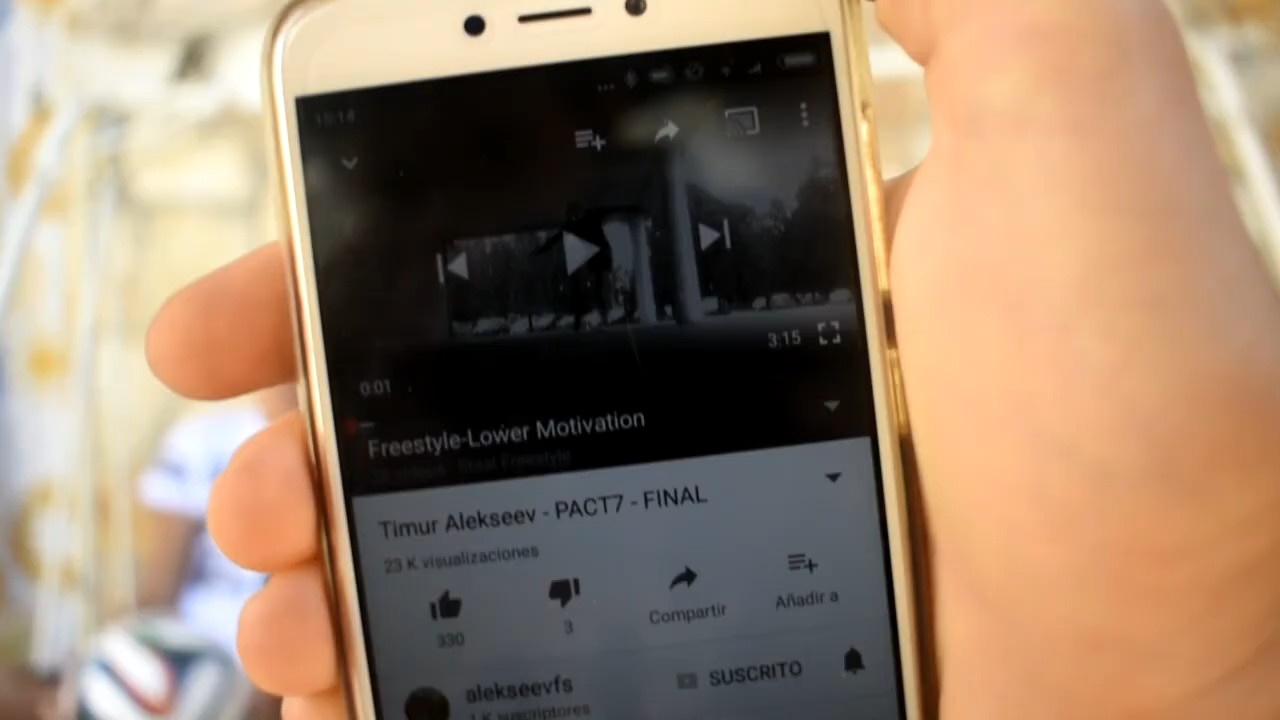 3:15
0:01
Freestyle-Lower Motivation
Timur Alekseev - PACT7 - FINAL
23 K visualizaciones
330
3
Compartir
Añadir a
alekseevfs
SUSCRITO
K suscriptores